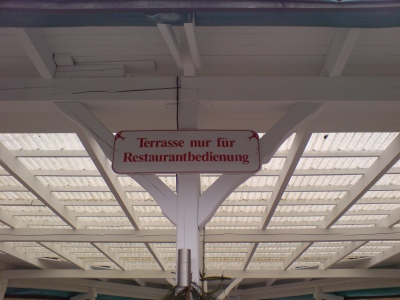 Terrasse nur für
Restaurantbedienung